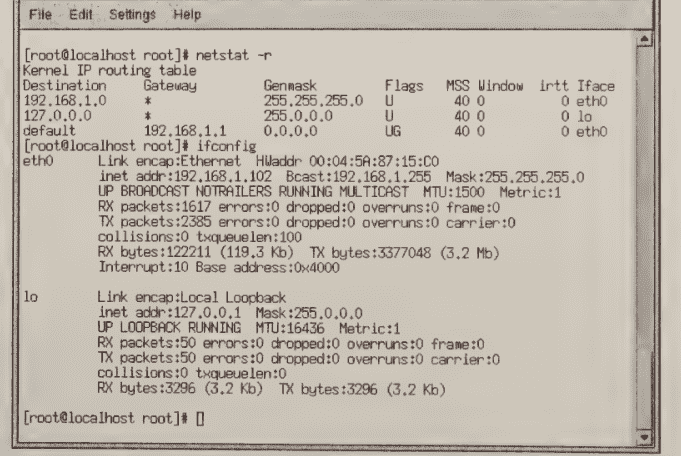 File Edit Settings Help
[root@localhost root]# netstat -r
Kernel IP routing table
Destination Gateway Genmask Flags MSS Window irtt Iface
192.168.1.0 * 255.255.255.0 U 40 0 0 eth0
127.0.0.0 * 255.0.0.0 U 40 0 0 lo
default 192.168.1.1 0.0.0.0 UG 40 0 0 eth0
[root@localhost root]# ifconfig
eth0 Link encap:Ethernet HWaddr 00:04:5A:87:15:C0
inet addr:192.168.1.102 Bcast:192.168.1.255 Mask:255.255.255.0
UP BROADCAST NOTRAILERS RUNNING MULTICAST MTU:1500 Metric:1
RX packets:1617 errors:0 dropped:0 overruns:0 frame:0
TX packets:2385 errors:0 dropped:0 overruns:0 carrier:0
collisions:0 txqueuelen:100
RX bytes:122211 (119.3 Kb) TX bytes:3377048 (3.2 Mb)
Interrupt:10 Base address:0x4000
lo Link encap:Local Loopback
inet addr:127.0.0.1 Mask:255.0.0.0
UP LOOPBACK RUNNING MTU:16436 Metric:1
RX packets:50 errors:0 dropped:0 overruns:0 frame:0
TX packets:50 errors:0 dropped:0 overruns:0 carrier:0
collisions:0 txqueuelen:0
RX bytes:3296 (3.2 Kb) TX bytes:3296 (3.2 Kb)
[root@localhost root]# []